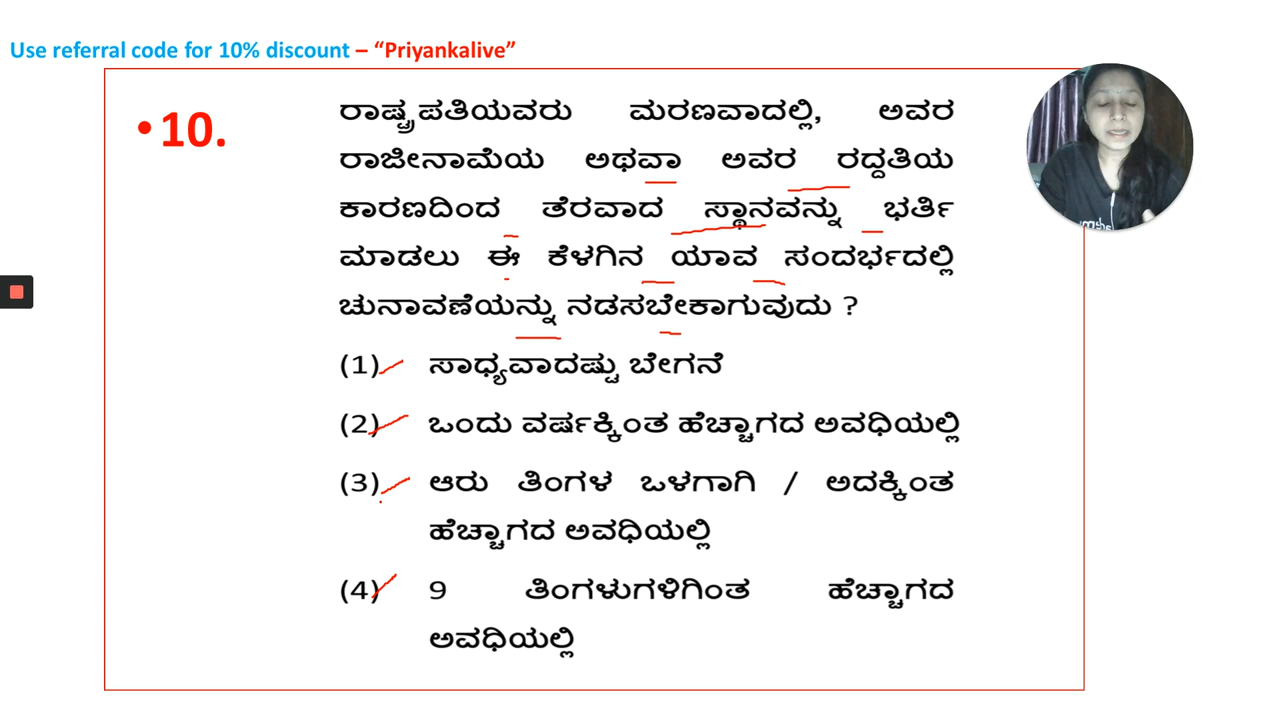 Use referral code for 10% discount – “Priyankalive”
• 10.
ರಾಷ್ಟ್ರಪತಿಯವರು ಮರಣವಾದಲ್ಲಿ, ಅವರ
ರಾಜೀನಾಮೆಯ ಅಥವಾ ಅವರ ರದ್ದತಿಯ
ಕಾರಣದಿಂದ ತೆರವಾದ ಸ್ಥಾನವನ್ನು ಭರ್ತಿ
ಮಾಡಲು ಈ ಕೆಳಗಿನ ಯಾವ ಸಂದರ್ಭದಲ್ಲಿ
ಚುನಾವಣೆಯನ್ನು ನಡಸಬೇಕಾಗುವುದು ?
(1) ಸಾಧ್ಯವಾದಷ್ಟು ಬೇಗನೆ
(2) ಒಂದು ವರ್ಷಕ್ಕಿಂತ ಹೆಚ್ಚಾಗದ ಅವಧಿಯಲ್ಲಿ
(3) ಆರು ತಿಂಗಳ ಒಳಗಾಗಿ / ಅದಕ್ಕಿಂತ
ಹೆಚ್ಚಾಗದ ಅವಧಿಯಲ್ಲಿ
(4) 9 ತಿಂಗಳುಗಳಿಗಿಂತ ಹೆಚ್ಚಾಗದ
ಅವಧಿಯಲ್ಲಿ